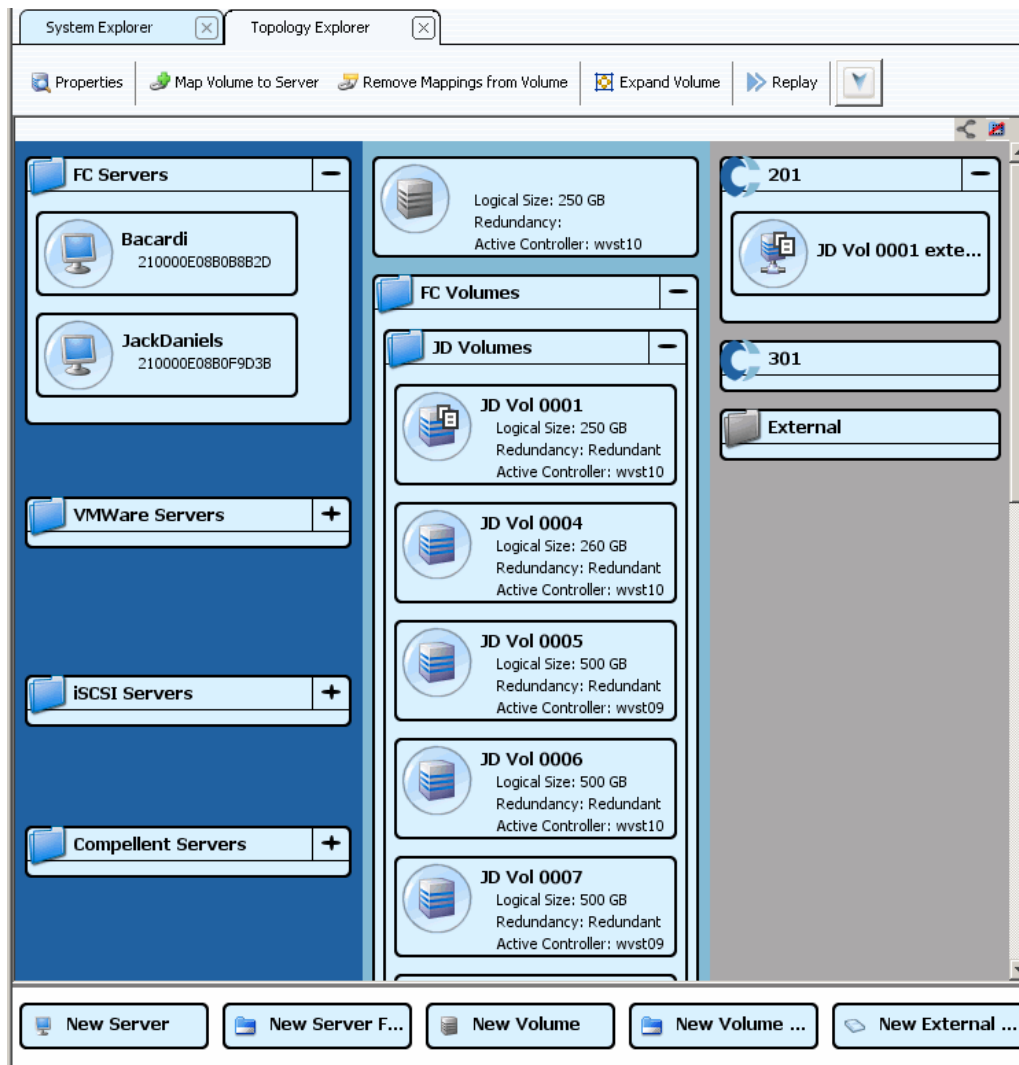 System Explorer
Topology Explorer
Properties
Map Volume to Server
Remove Mappings from Volume
Expand Volume
Replay
FC Servers
Bacardi
210000E08B0B8B2D
JackDaniels
210000E08B0F9D3B
VMWare Servers
iSCSI Servers
Compellent Servers
Logical Size: 250 GB
Redundancy:
Active Controller: wvst10
FC Volumes
JD Volumes
JD Vol 0001
Logical Size: 250 GB
Redundancy: Redundant
Active Controller: wvst10
JD Vol 0004
Logical Size: 260 GB
Redundancy: Redundant
Active Controller: wvst10
JD Vol 0005
Logical Size: 500 GB
Redundancy: Redundant
Active Controller: wvst09
JD Vol 0006
Logical Size: 500 GB
Redundancy: Redundant
Active Controller: wvst10
JD Vol 0007
Logical Size: 500 GB
Redundancy: Redundant
Active Controller: wvst09
201
JD Vol 0001 exte...
301
External
New Server
New Server F...
New Volume
New Volume ...
New External ...